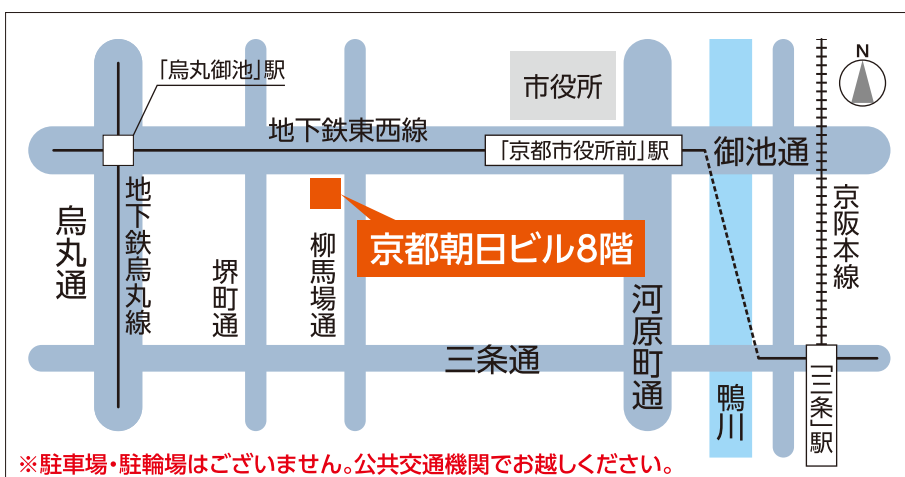 N
「烏丸御池」駅
市役所
地下鉄東西線
「京都市役所前」駅
御池通
烏丸通
地下鉄烏丸線
堺町通
柳馬場通
京都朝日ビル8階
河原町通
京阪本線
三条通
鴨川
「三条」駅
※駐車場・駐輪場はございません。公共交通機関でお越しください。